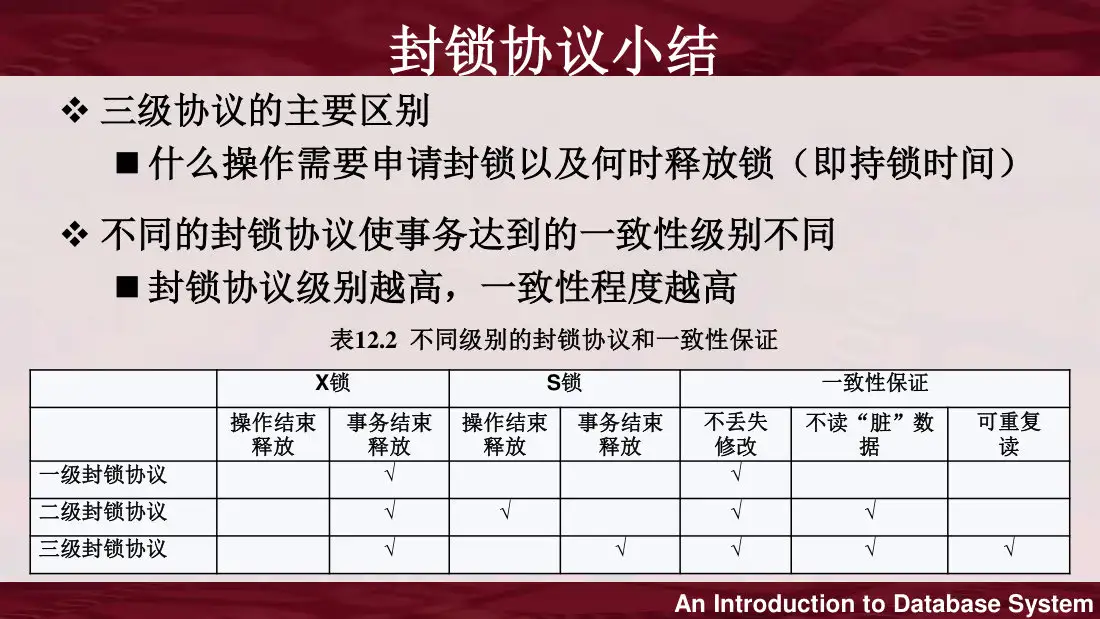 封锁协议小结
❖ 三级协议的主要区别
■ 什么操作需要申请封锁以及何时释放锁（即持锁时间）
❖ 不同的封锁协议使事务达到的一致性级别不同
■ 封锁协议级别越高，一致性程度越高
表12.2 不同级别的封锁协议和一致性保证
X锁 S锁 一致性保证
操作结束释放 事务结束释放 操作结束释放 事务结束释放 不丢失修改 不读“脏”数据 可重复读
一级封锁协议 √ √
二级封锁协议 √ √ √ √
三级封锁协议 √ √ √ √ √
An Introduction to Database System